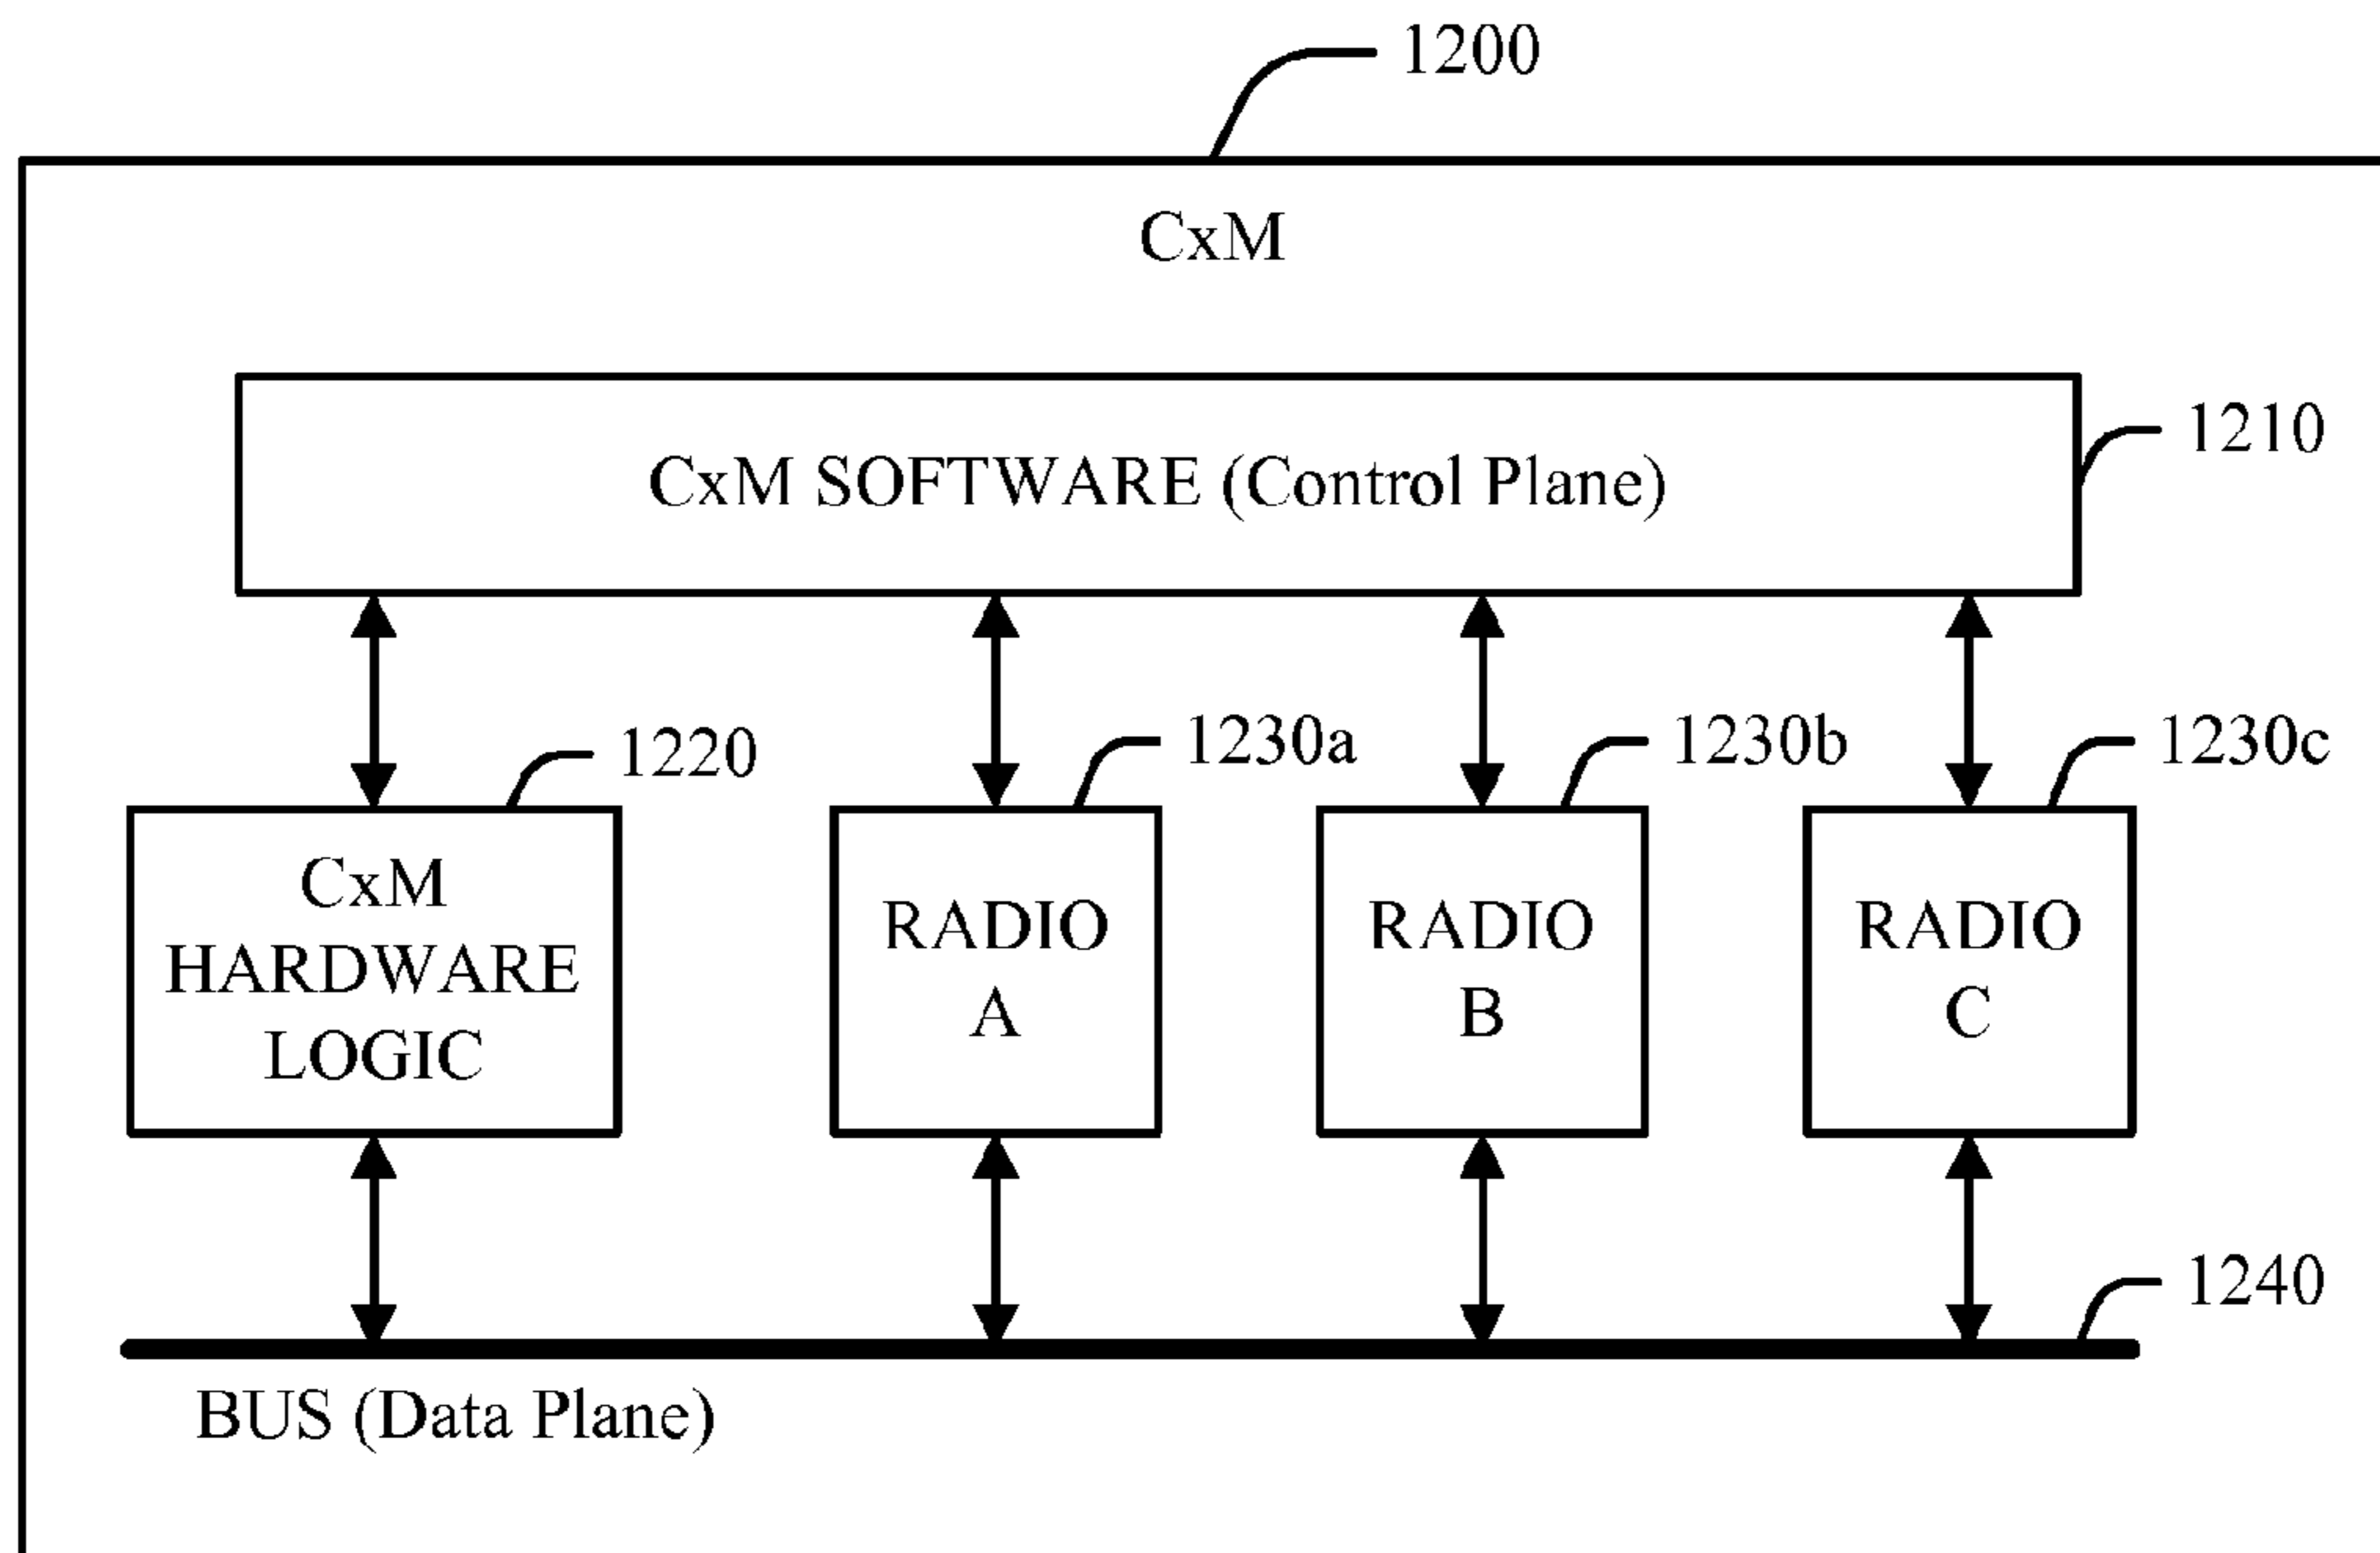 1200
CxM
CxM SOFTWARE (Control Plane)
1210
1220
1230a
1230b
1230c
CxM
HARDWARE
LOGIC
RADIO
A
RADIO
B
RADIO
C
1240
BUS (Data Plane)